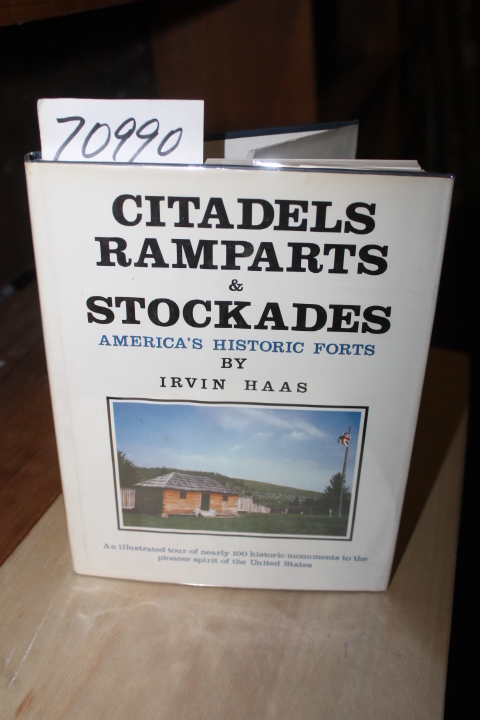 70990
CITADELS
RAMPARTS
&
STOCKADES
AMERICA'S HISTORIC FORTS
BY
IRVIN HAAS
An illustrated tour of nearly 100 historic monuments to the
pioneer spirit of the United States